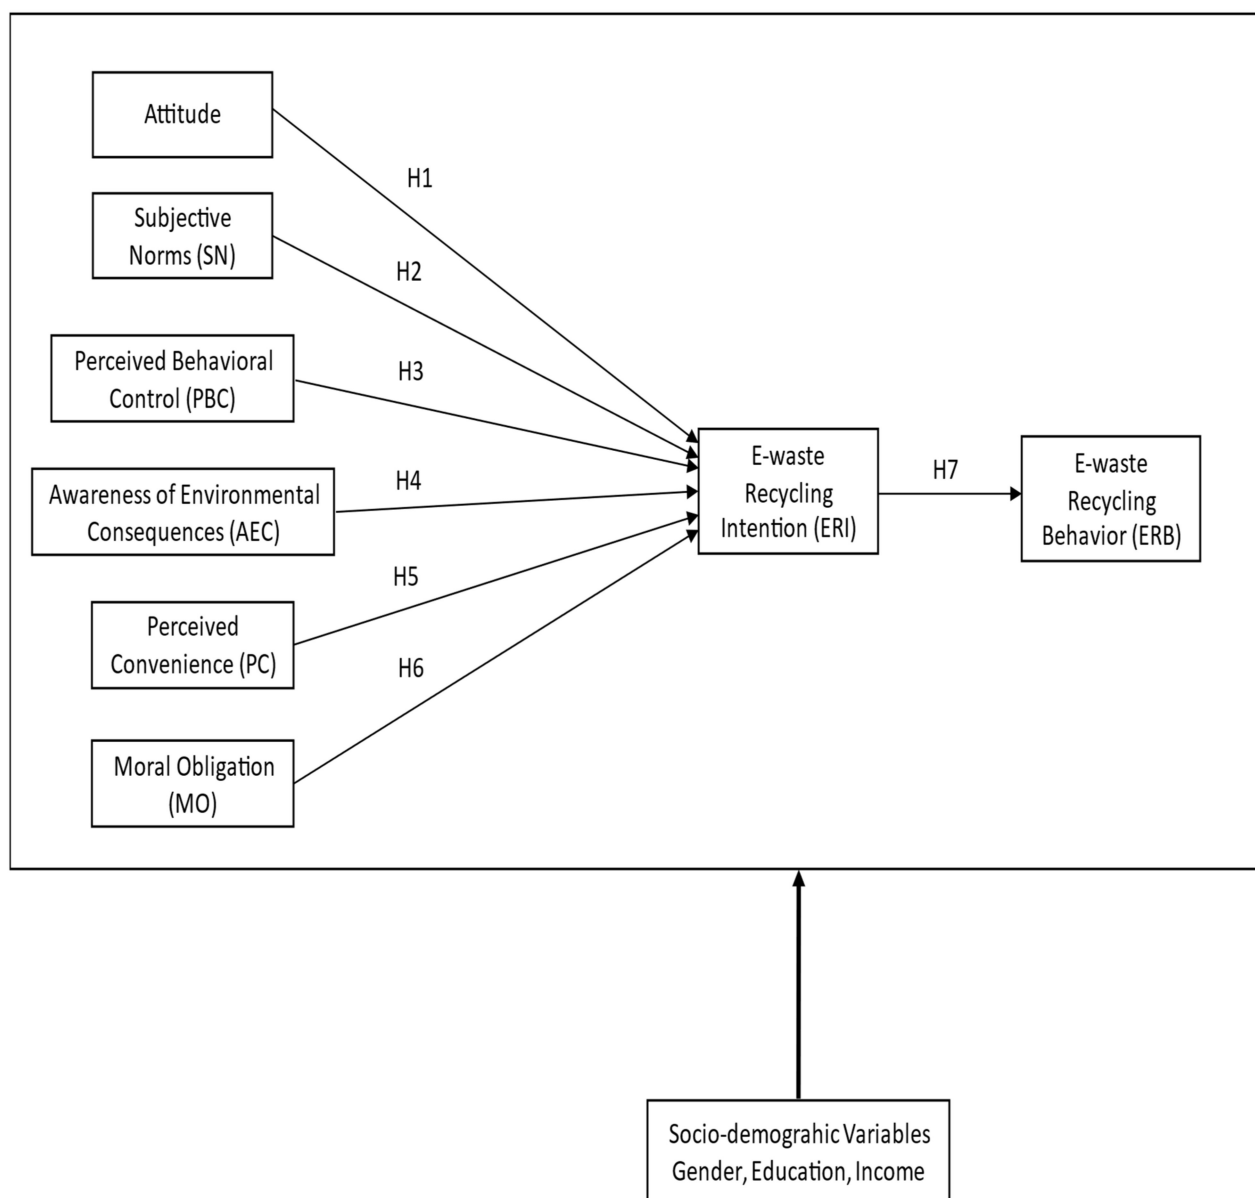 Attitude
H1
Subjective
Norms (SN)
H2
Perceived Behavioral
Control (PBC)
H3
Awareness of Environmental
Consequences (AEC)
H4
Perceived
Convenience (PC)
H5
Moral Obligation
(MO)
H6
E-waste
Recycling
Intention (ERI)
H7
E-waste
Recycling
Behavior (ERB)
Socio-demograhic Variables
Gender, Education, Income